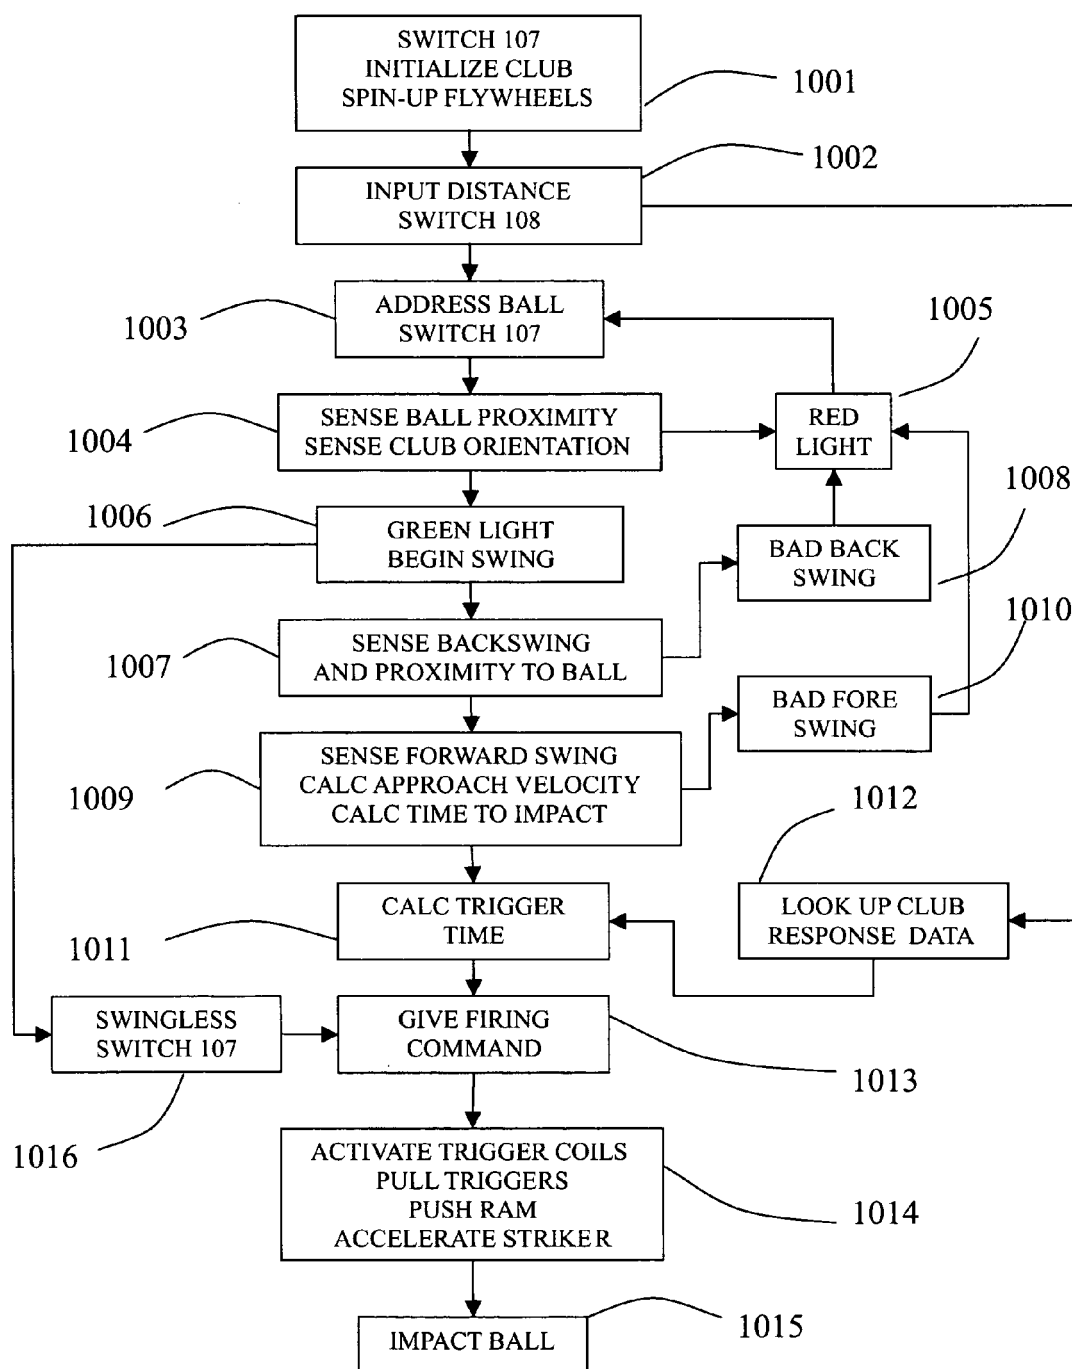 SWITCH 107
INITIALIZE CLUB
SPIN-UP FLYWHEELS
1001
1002
INPUT DISTANCE
SWITCH 108
ADDRESS BALL
SWITCH 107
1003
1005
SENSE BALL PROXIMITY
SENSE CLUB ORIENTATION
1004
RED
LIGHT
1006
GREEN LIGHT
BEGIN SWING
1008
BAD BACK
SWING
1007
SENSE BACKSWING
AND PROXIMITY TO BALL
1010
BAD FORE
SWING
1009
SENSE FORWARD SWING
CALC APPROACH VELOCITY
CALC TIME TO IMPACT
1012
CALC TRIGGER
TIME
1011
LOOK UP CLUB
RESPONSE DATA
SWINGLESS
SWITCH 107
1016
GIVE FIRING
COMMAND
1013
ACTIVATE TRIGGER COILS
PULL TRIGGERS
PUSH RAM
ACCELERATE STRIKER
1014
IMPACT BALL
1015